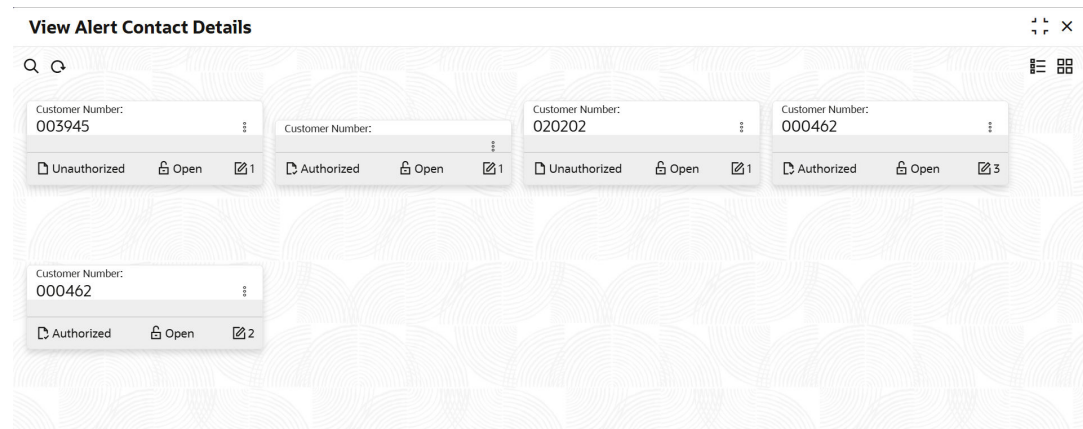 View Alert Contact Details
Customer Number:
003945
Unauthorized Open 1
Customer Number:
Authorized Open 1
Customer Number:
020202
Unauthorized Open 1
Customer Number:
000462
Authorized Open 3
Customer Number:
000462
Authorized Open 2